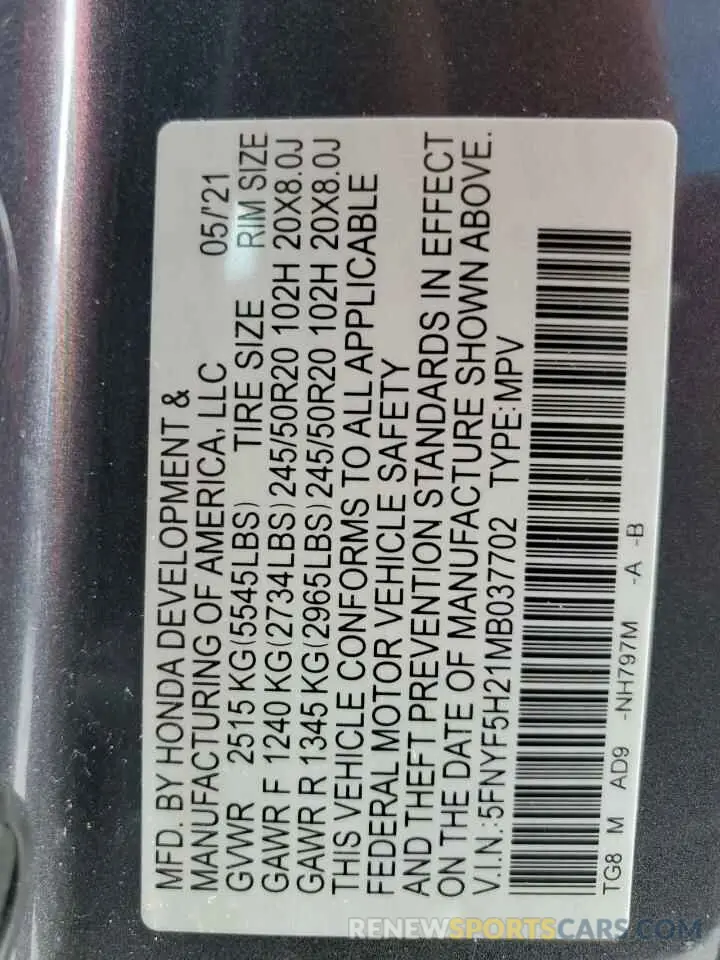 MFD. BY HONDA DEVELOPMENT &
MANUFACTURING OF AMERICA, LLC 05/'21
GVWR 2515 KG(5545LBS) TIRE SIZE RIM SIZE
GAWR F 1240 KG(2734LBS) 245/50R20 102H 20X8.0J
GAWR R 1345 KG(2965LBS) 245/50R20 102H 20X8.0J
THIS VEHICLE CONFORMS TO ALL APPLICABLE
FEDERAL MOTOR VEHICLE SAFETY
AND THEFT PREVENTION STANDARDS IN EFFECT
ON THE DATE OF MANUFACTURE SHOWN ABOVE.
V.I.N.:5FNYF5H21MB037702 TYPE:MPV
TG8 M AD9 -NH797M -A -B
RENEWSPORTSCARS.COM